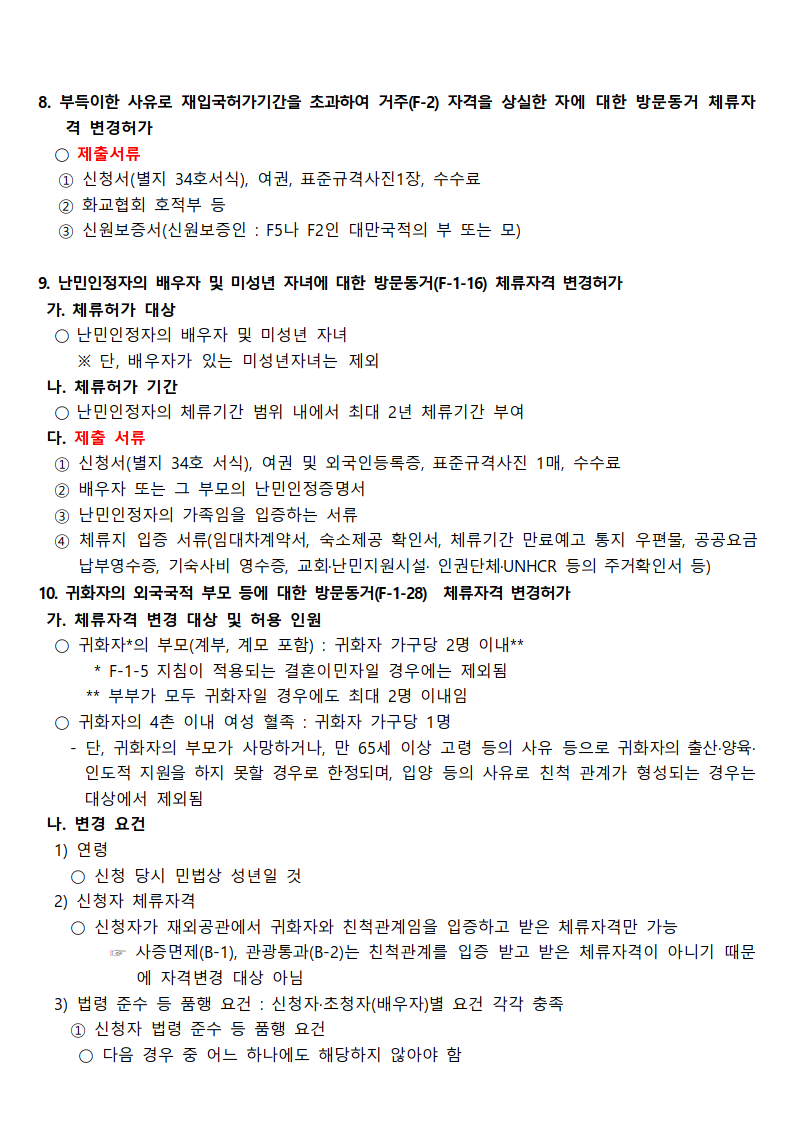 8. 부득이한 사유로 재입국허가기간을 초과하여 거주(F-2) 자격을 상실한 자에 대한 방문동거 체류자
격 변경허가
○ 제출서류
① 신청서(별지 34호서식), 여권, 표준규격사진1장, 수수료
② 화교협회 호적부 등
③ 신원보증서(신원보증인 : F5나 F2인 대만국적의 부 또는 모)
9. 난민인정자의 배우자 및 미성년 자녀에 대한 방문동거(F-1-16) 체류자격 변경허가
가. 체류허가 대상
○ 난민인정자의 배우자 및 미성년 자녀
※ 단, 배우자가 있는 미성년자녀는 제외
나. 체류허가 기간
○ 난민인정자의 체류기간 범위 내에서 최대 2년 체류기간 부여
다. 제출 서류
① 신청서(별지 34호 서식), 여권 및 외국인등록증, 표준규격사진 1매, 수수료
② 배우자 또는 그 부모의 난민인정증명서
③ 난민인정자의 가족임을 입증하는 서류
④ 체류지 입증 서류(임대차계약서, 숙소제공 확인서, 체류기간 만료예고 통지 우편물, 공공요금
납부영수증, 기숙사비 영수증, 교회·난민지원시설· 인권단체·UNHCR 등의 주거확인서 등)
10. 귀화자의 외국국적 부모 등에 대한 방문동거(F-1-28) 체류자격 변경허가
가. 체류자격 변경 대상 및 허용 인원
○ 귀화자*의 부모(계부, 계모 포함) : 귀화자 가구당 2명 이내**
* F-1-5 지침이 적용되는 결혼이민자일 경우에는 제외됨
** 부부가 모두 귀화자일 경우에도 최대 2명 이내임
○ 귀화자의 4촌 이내 여성 혈족 : 귀화자 가구당 1명
- 단, 귀화자의 부모가 사망하거나, 만 65세 이상 고령 등의 사유 등으로 귀화자의 출산·양육·
인도적 지원을 하지 못할 경우로 한정되며, 입양 등의 사유로 친척 관계가 형성되는 경우는
대상에서 제외됨
나. 변경 요건
1) 연령
○ 신청 당시 민법상 성년일 것
2) 신청자 체류자격
○ 신청자가 재외공관에서 귀화자와 친척관계임을 입증하고 받은 체류자격만 가능
☞ 사증면제(B-1), 관광통과(B-2)는 친척관계를 입증 받고 받은 체류자격이 아니기 때문
에 자격변경 대상 아님
3) 법령 준수 등 품행 요건 : 신청자·초청자(배우자)별 요건 각각 충족
① 신청자 법령 준수 등 품행 요건
○ 다음 경우 중 어느 하나에도 해당하지 않아야 함